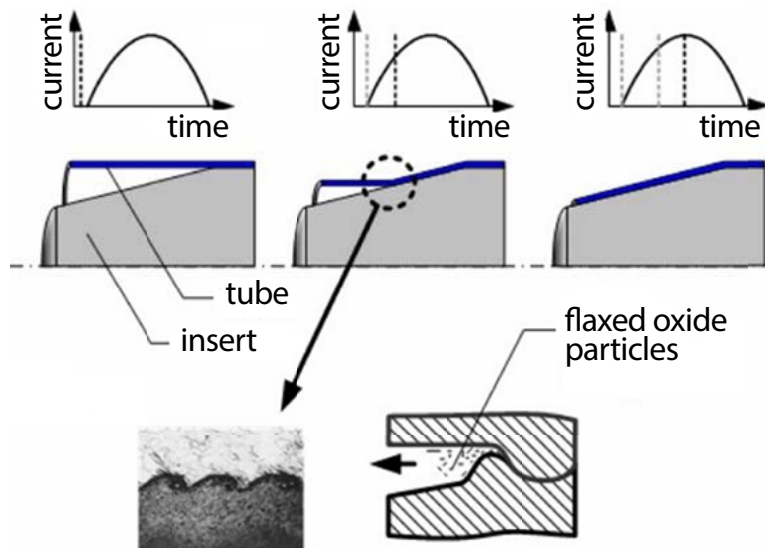 current
time
current
time
current
time
tube
insert
flaxed oxide
particles